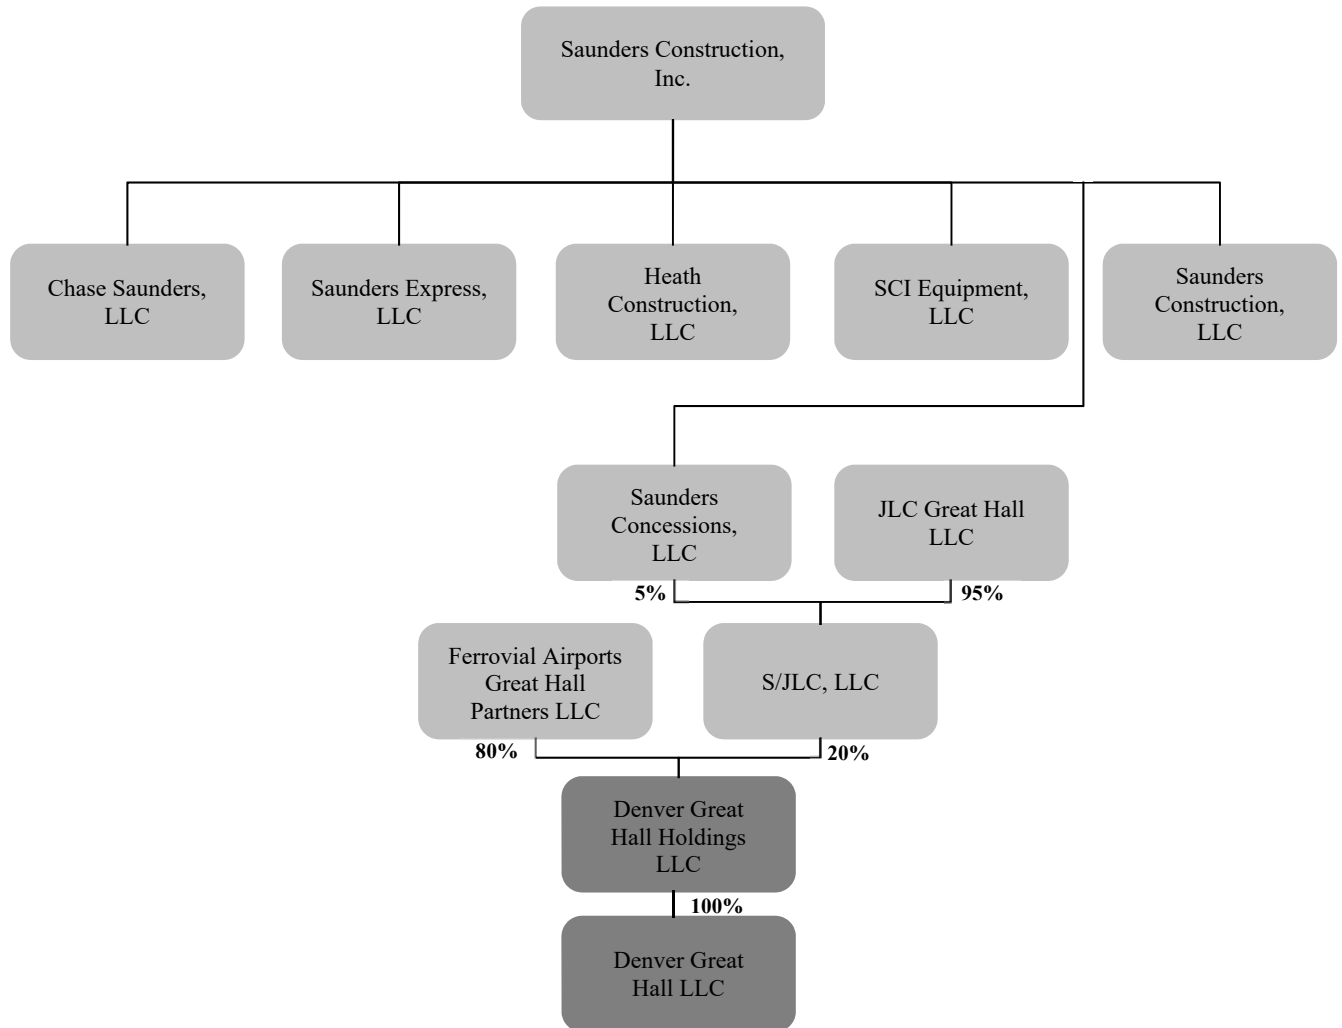 Saunders Construction,
Inc.
Chase Saunders,
LLC
Saunders Express,
LLC
Heath
Construction,
LLC
SCI Equipment,
LLC
Saunders
Construction,
LLC
Saunders
Concessions,
LLC
JLC Great Hall
LLC
5%
95%
Ferrovial Airports
Great Hall
Partners LLC
S/JLC, LLC
80%
20%
Denver Great
Hall Holdings
LLC
100%
Denver Great
Hall LLC